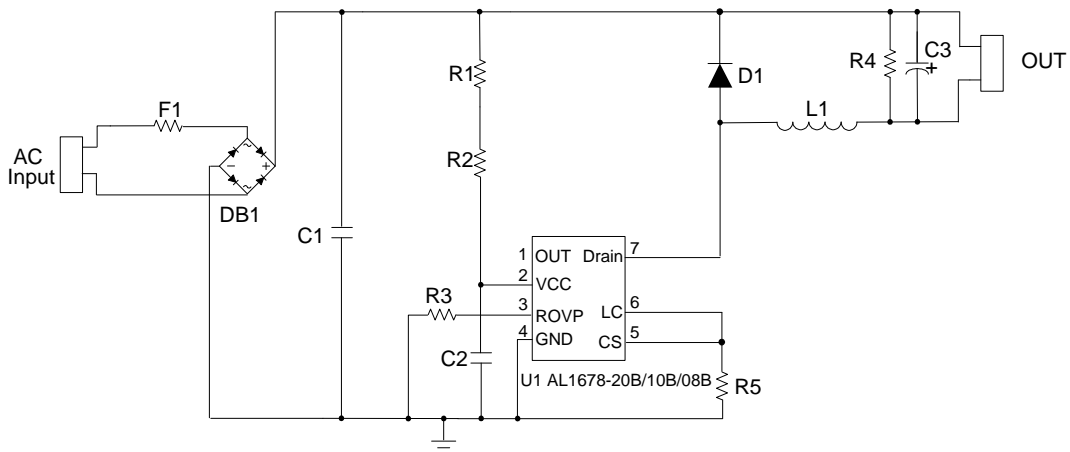 R1
D1
R4
C3
+
OUT
F1
L1
AC
Input
~
R2
-
+
~
DB1
C1
1 OUT Drain 7
2 VCC
R3
3 ROVP LC 6
4 GND CS 5
C2
U1 AL1678-20B/10B/08B
R5